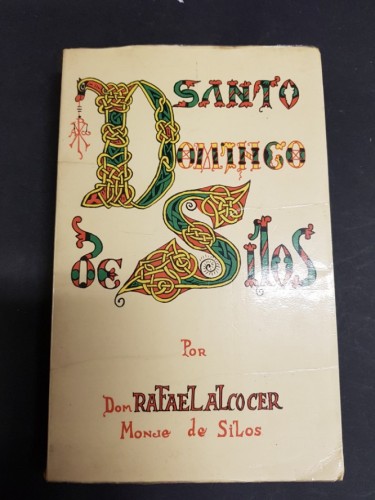 SANTO
DOMINGO
DE SILOS
POR
DOM RAFAEL ALCOCER
MONJE de SILOS